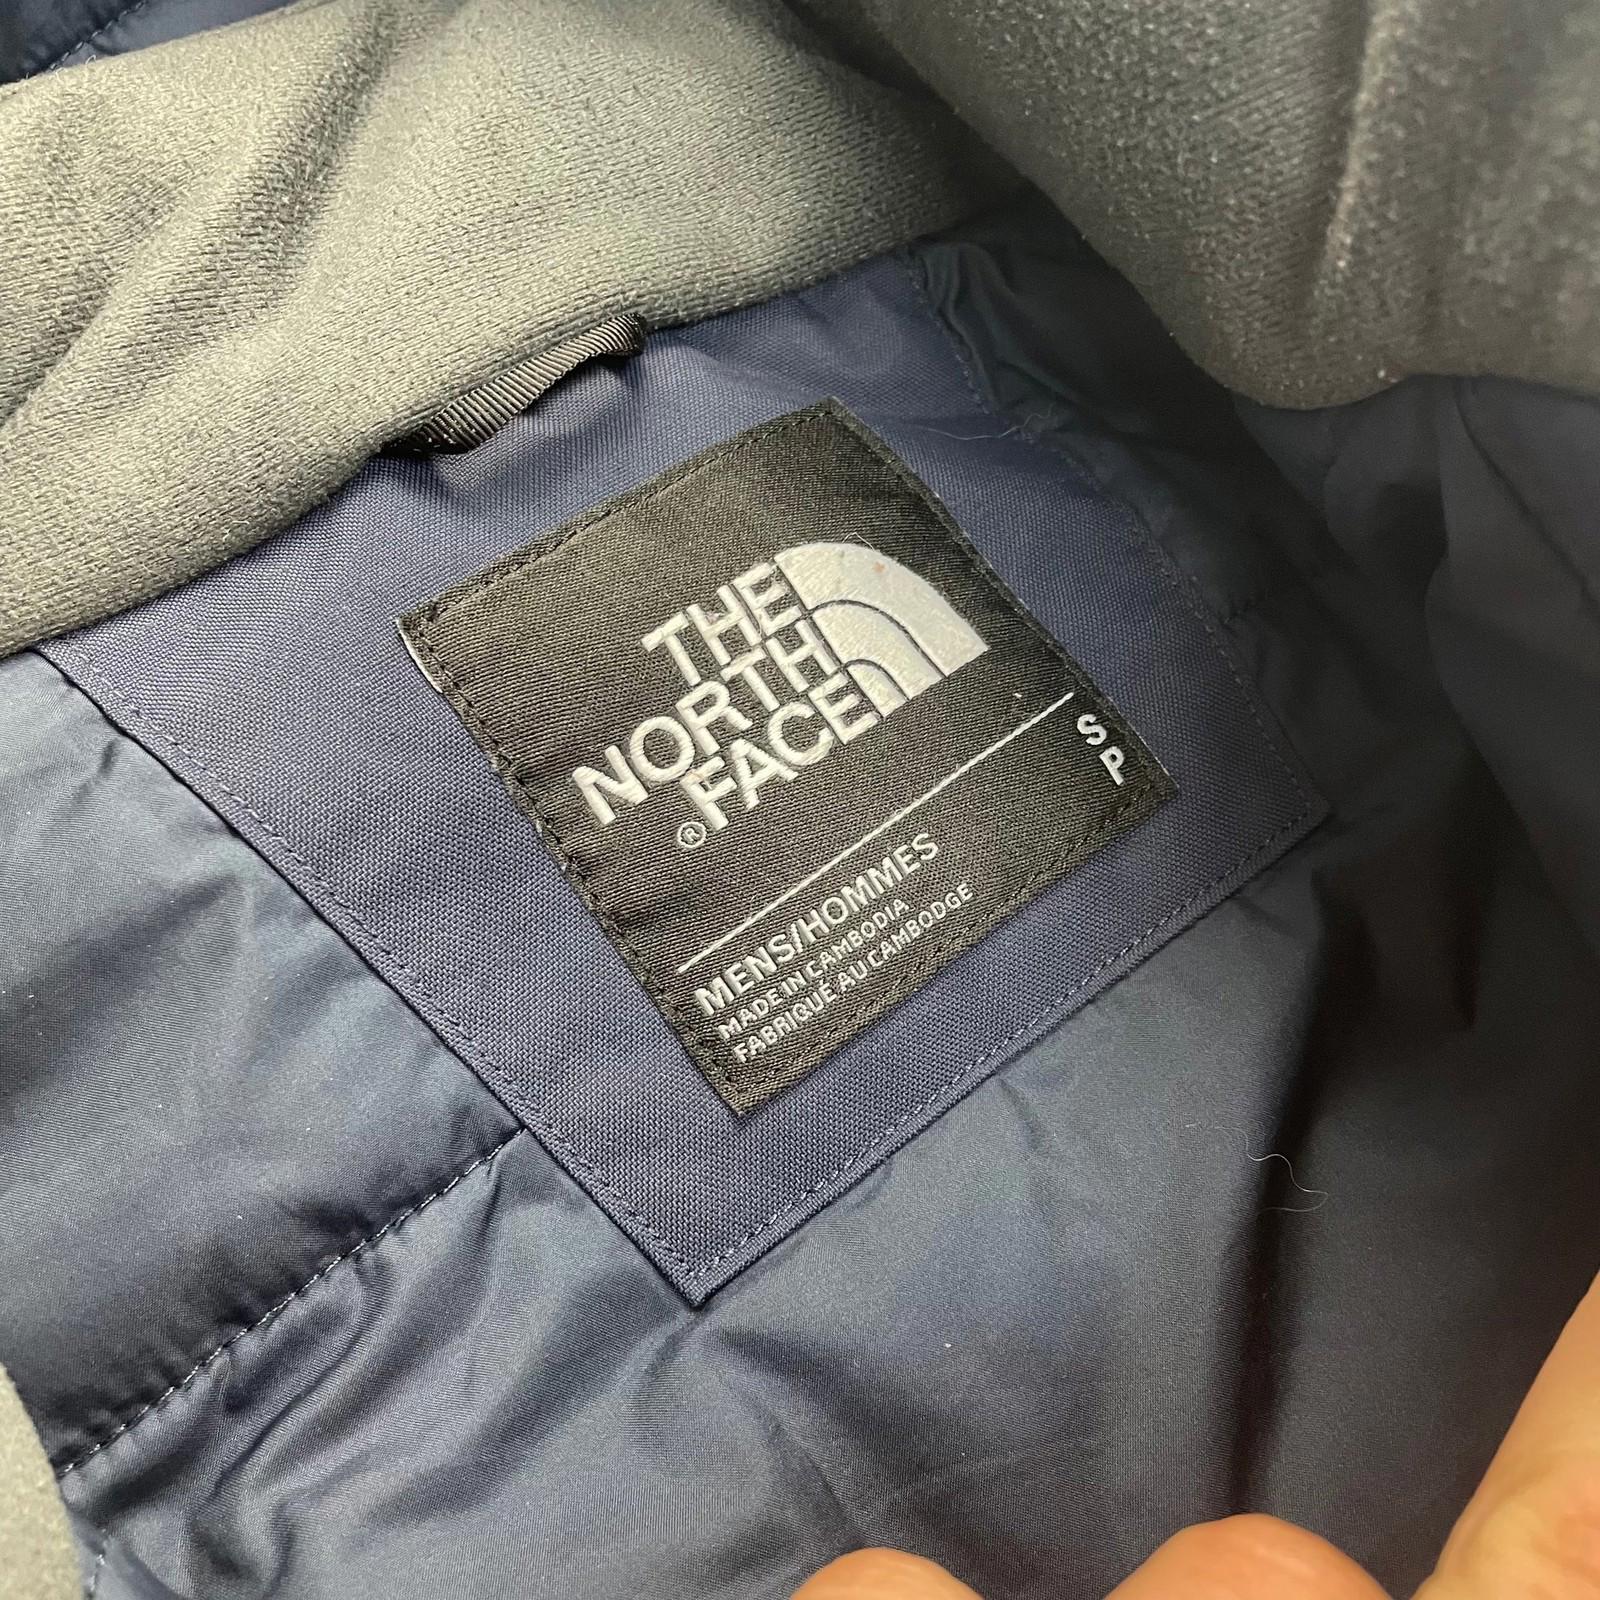 THE
NORTH
FACE
®
S
P
MENS/HOMMES
MADE IN CAMBODIA
FABRIQUÉ AU CAMBODGE